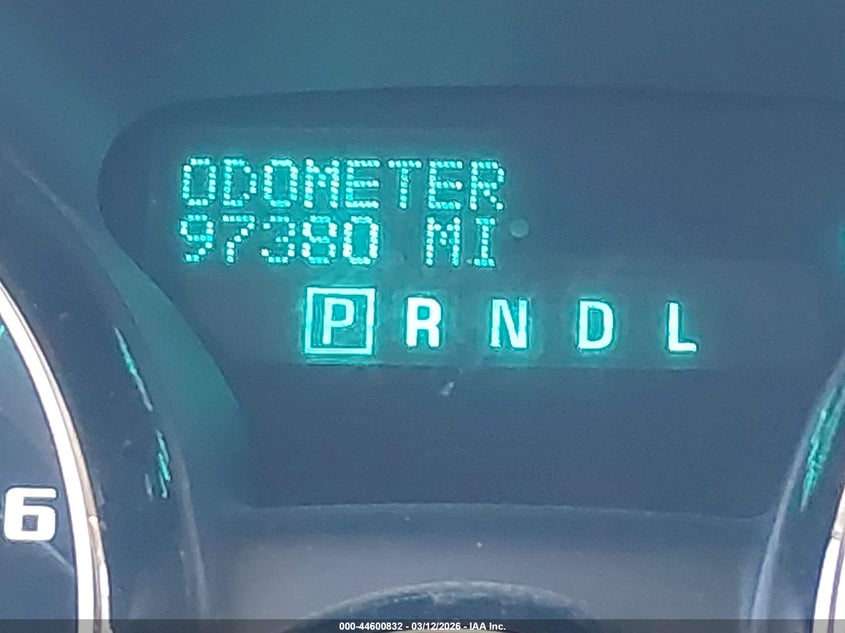 ODOMETER
97380 MI
P R N D L
6
000-44600832 - 03/12/2026 - IAA Inc.